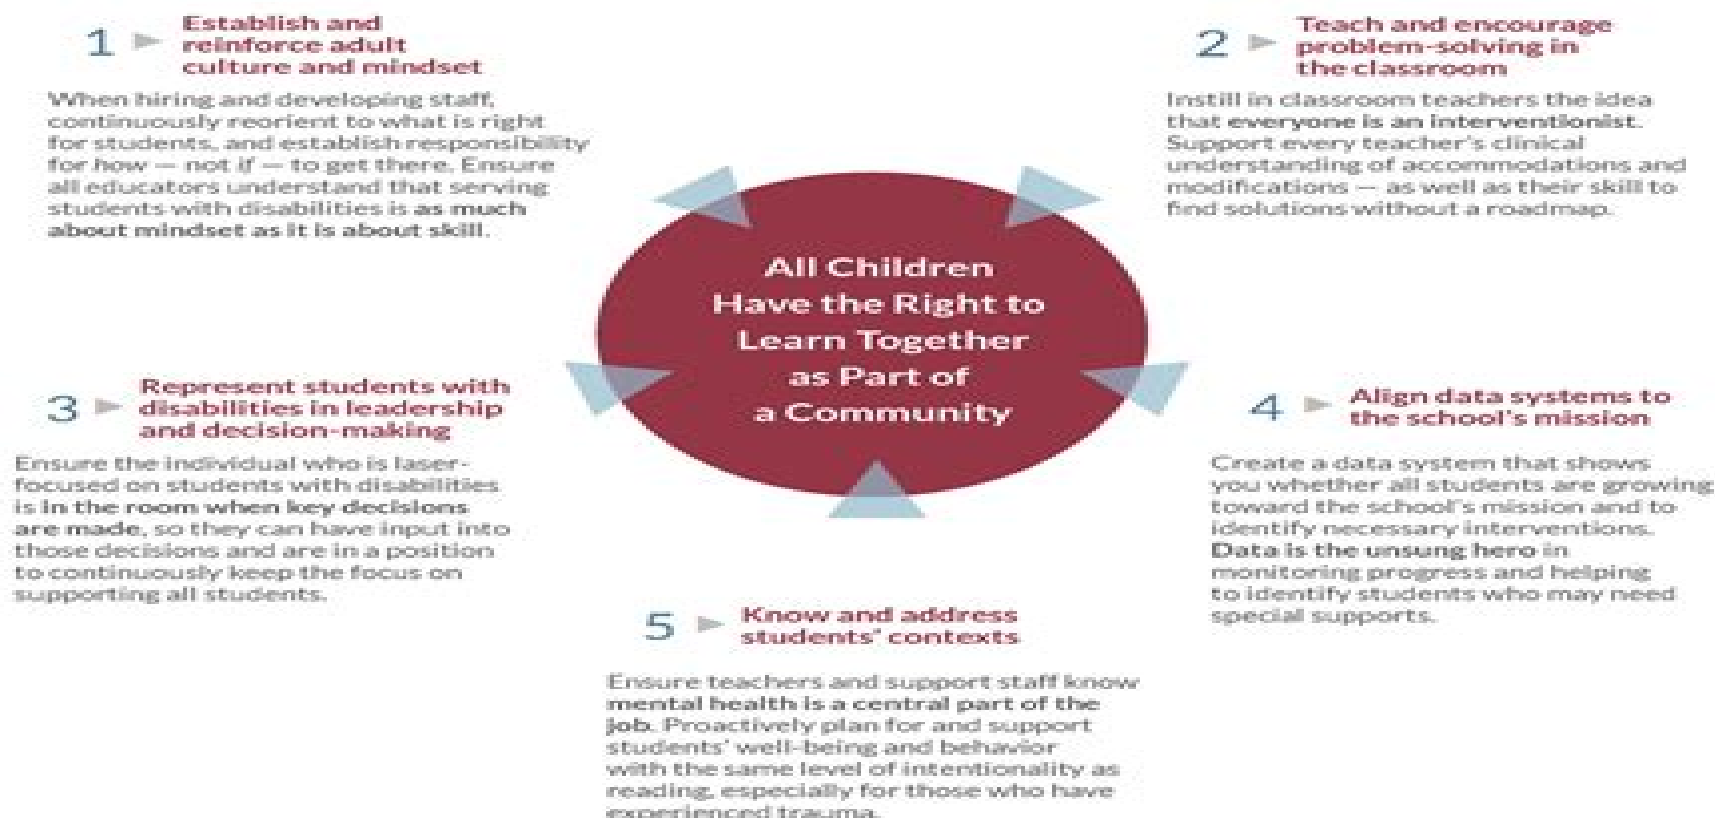 1
Establish and
reinforce adult
culture and mindset
When hiring and developing staff,
continuously reorient to what is right
for students, and establish responsibility
for how — not if — to get there. Ensure
all educators understand that serving
students with disabilities is as much
about mindset as it is about skill.
2
Teach and encourage
problem-solving in
the classroom
Instill in classroom teachers the idea
that everyone is an interventionist.
Support every teacher's clinical
understanding of accommodations and
modifications — as well as their skill to
find solutions without a roadmap.
All Children
Have the Right to
Learn Together
as Part of
a Community
3
Represent students with
disabilities in leadership
and decision-making
Ensure the individual who is laser-
focused on students with disabilities
is in the room when key decisions
are made, so they can have input into
those decisions and are in a position
to continuously keep the focus on
supporting all students.
4
Align data systems to
the school's mission
Create a data system that shows
you whether all students are growing
toward the school's mission and to
identify necessary interventions.
Data is the unsung hero in
monitoring progress and helping
to identify students who may need
special supports.
5
Know and address
students' contexts
Ensure teachers and support staff know
mental health is a central part of the
job. Proactively plan for and support
students' well-being and behavior
with the same level of intentionality as
reading, especially for those who have
experienced trauma.